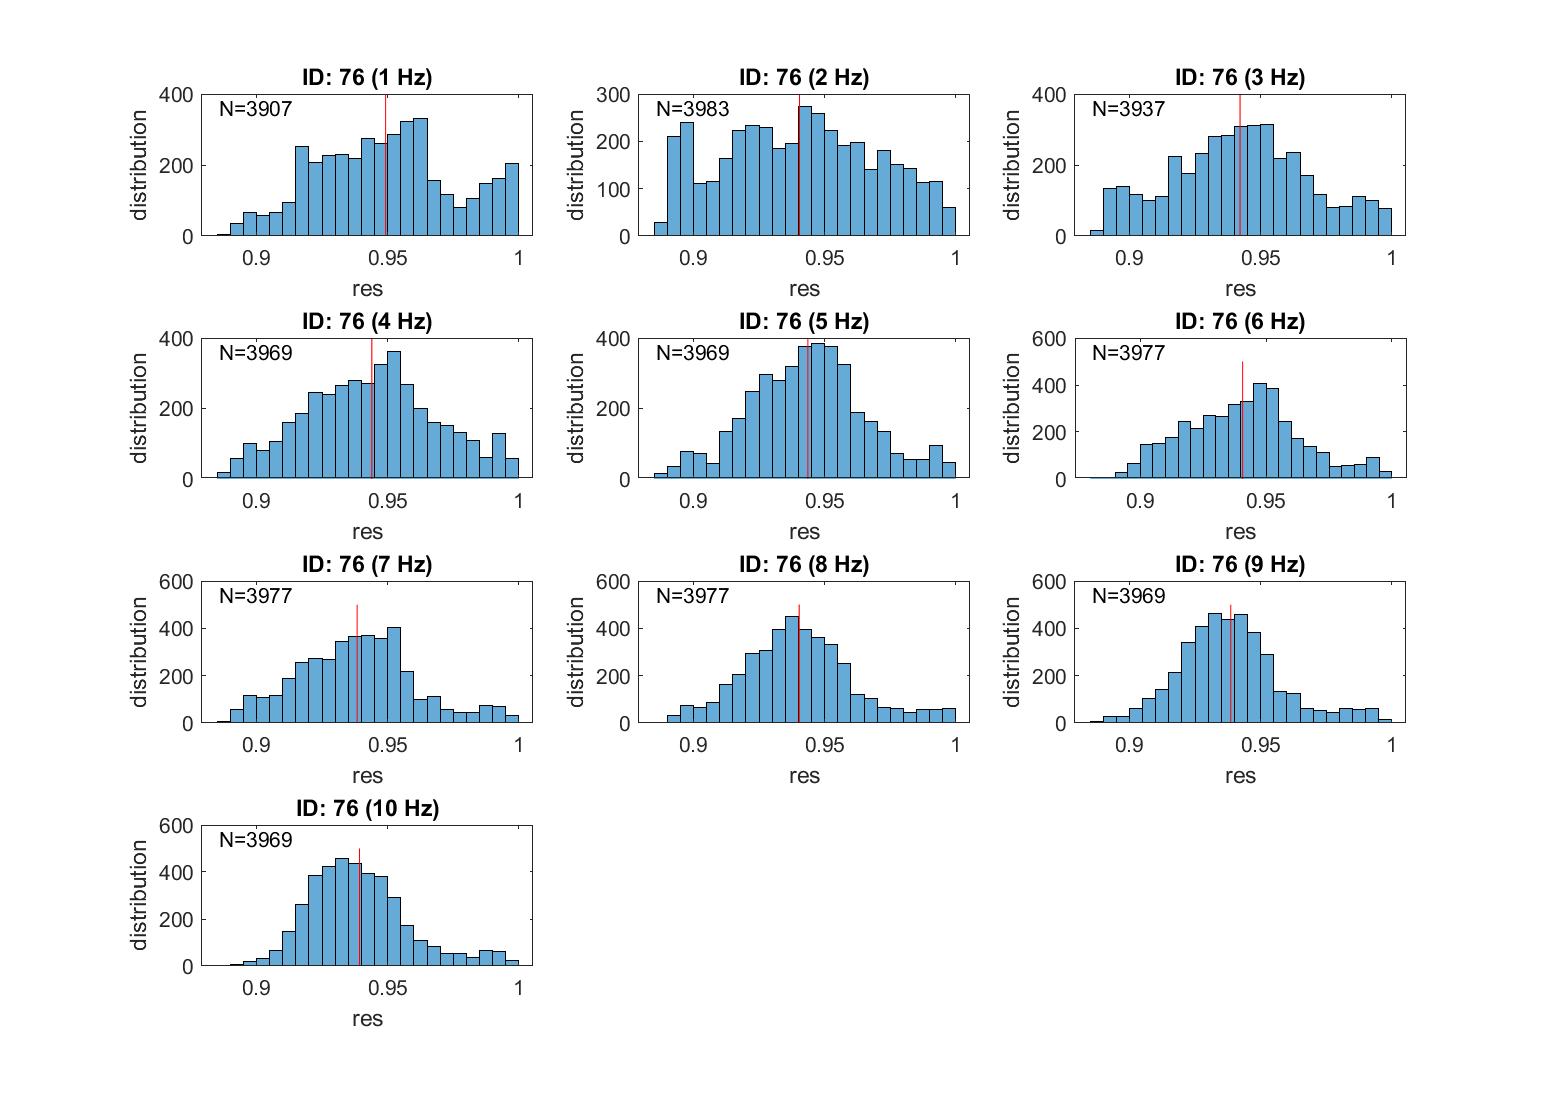 ID: 76 (1 Hz)
N=3907
400
200
0
distribution
0.9 0.95 1
res
ID: 76 (2 Hz)
N=3983
300
200
100
0
distribution
0.9 0.95 1
res
ID: 76 (3 Hz)
N=3937
400
200
0
distribution
0.9 0.95 1
res
ID: 76 (4 Hz)
N=3969
400
200
0
distribution
0.9 0.95 1
res
ID: 76 (5 Hz)
N=3969
400
200
0
distribution
0.9 0.95 1
res
ID: 76 (6 Hz)
N=3977
600
400
200
0
distribution
0.9 0.95 1
res
ID: 76 (7 Hz)
N=3977
600
400
200
0
distribution
0.9 0.95 1
res
ID: 76 (8 Hz)
N=3977
600
400
200
0
distribution
0.9 0.95 1
res
ID: 76 (9 Hz)
N=3969
600
400
200
0
distribution
0.9 0.95 1
res
ID: 76 (10 Hz)
N=3969
600
400
200
0
distribution
0.9 0.95 1
res